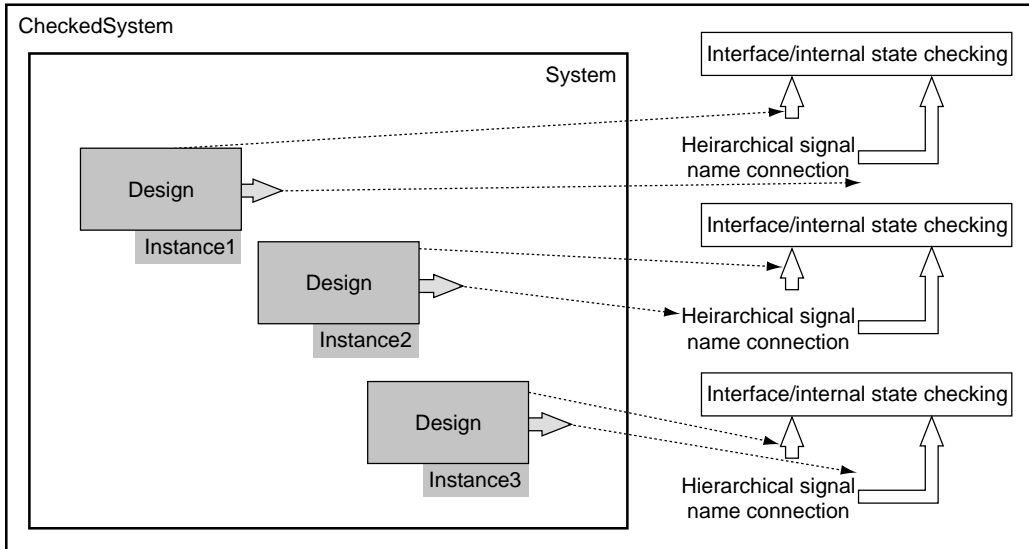 CheckedSystem
System
Design
Instance1
Design
Instance2
Design
Instance3
Interface/internal state checking
Heirarchical signal
name connection
Interface/internal state checking
Heirarchical signal
name connection
Interface/internal state checking
Hierarchical signal
name connection